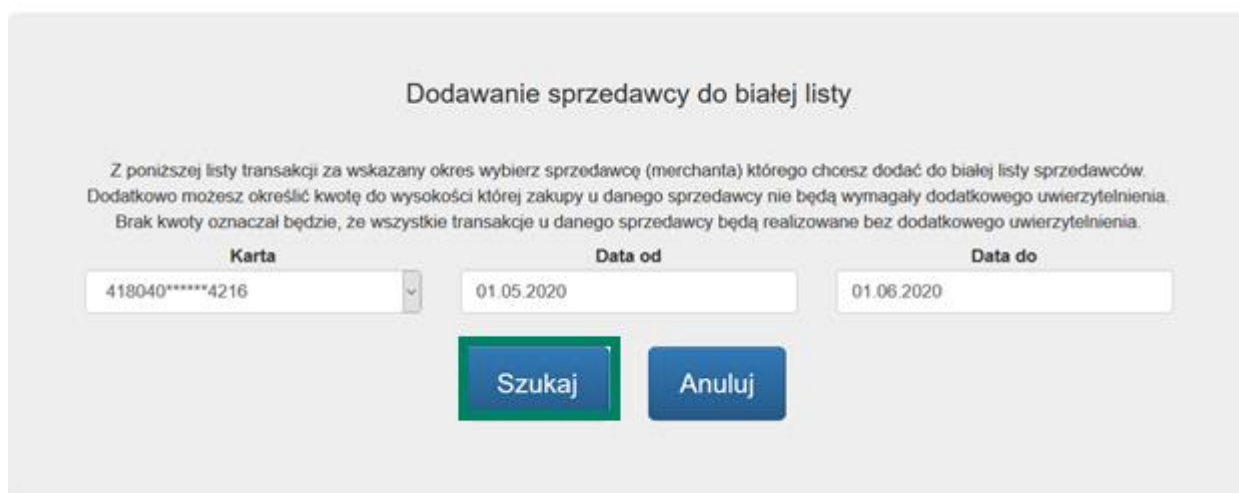 Dodawanie sprzedawcy do białej listy
Z poniższej listy transakcji za wskazany okres wybierz sprzedawcę (merchanta) którego chcesz dodać do białej listy sprzedawców.
Dodatkowo możesz określić kwotę do wysokości której zakupy u danego sprzedawcy nie będą wymagały dodatkowego uwierzytelnienia.
Brak kwoty oznaczał będzie, że wszystkie transakcje u danego sprzedawcy będą realizowane bez dodatkowego uwierzytelnienia.
Karta Data od Data do
418040******4216 01.05.2020 01.06.2020
Szukaj Anuluj